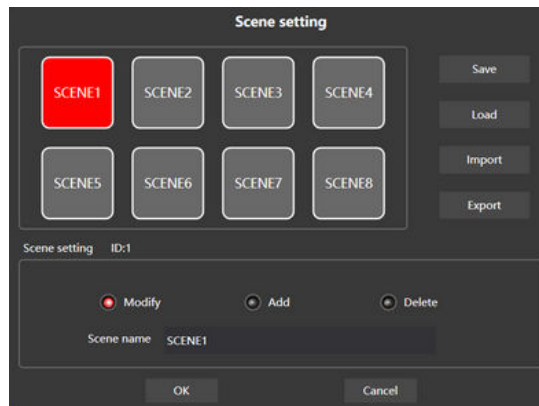 Scene setting
SCENE1 SCENE2 SCENE3 SCENE4
SCENE5 SCENE6 SCENE7 SCENE8
Save
Load
Import
Export
Scene setting ID:1
Modify Add Delete
Scene name SCENE1
OK Cancel